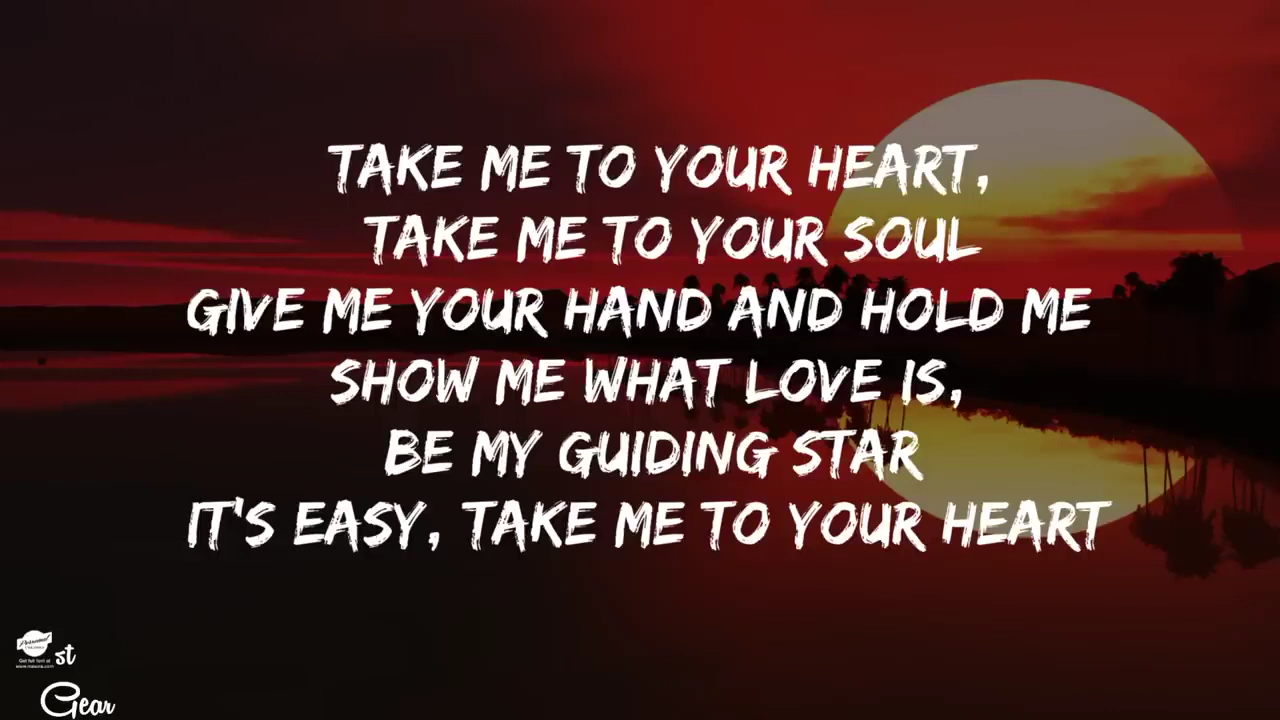 TAKE ME TO YOUR HEART,
TAKE ME TO YOUR SOUL
GIVE ME YOUR HAND AND HOLD ME
SHOW ME WHAT LOVE IS,
BE MY GUIDING STAR
IT'S EASY, TAKE ME TO YOUR HEART
st
Gear